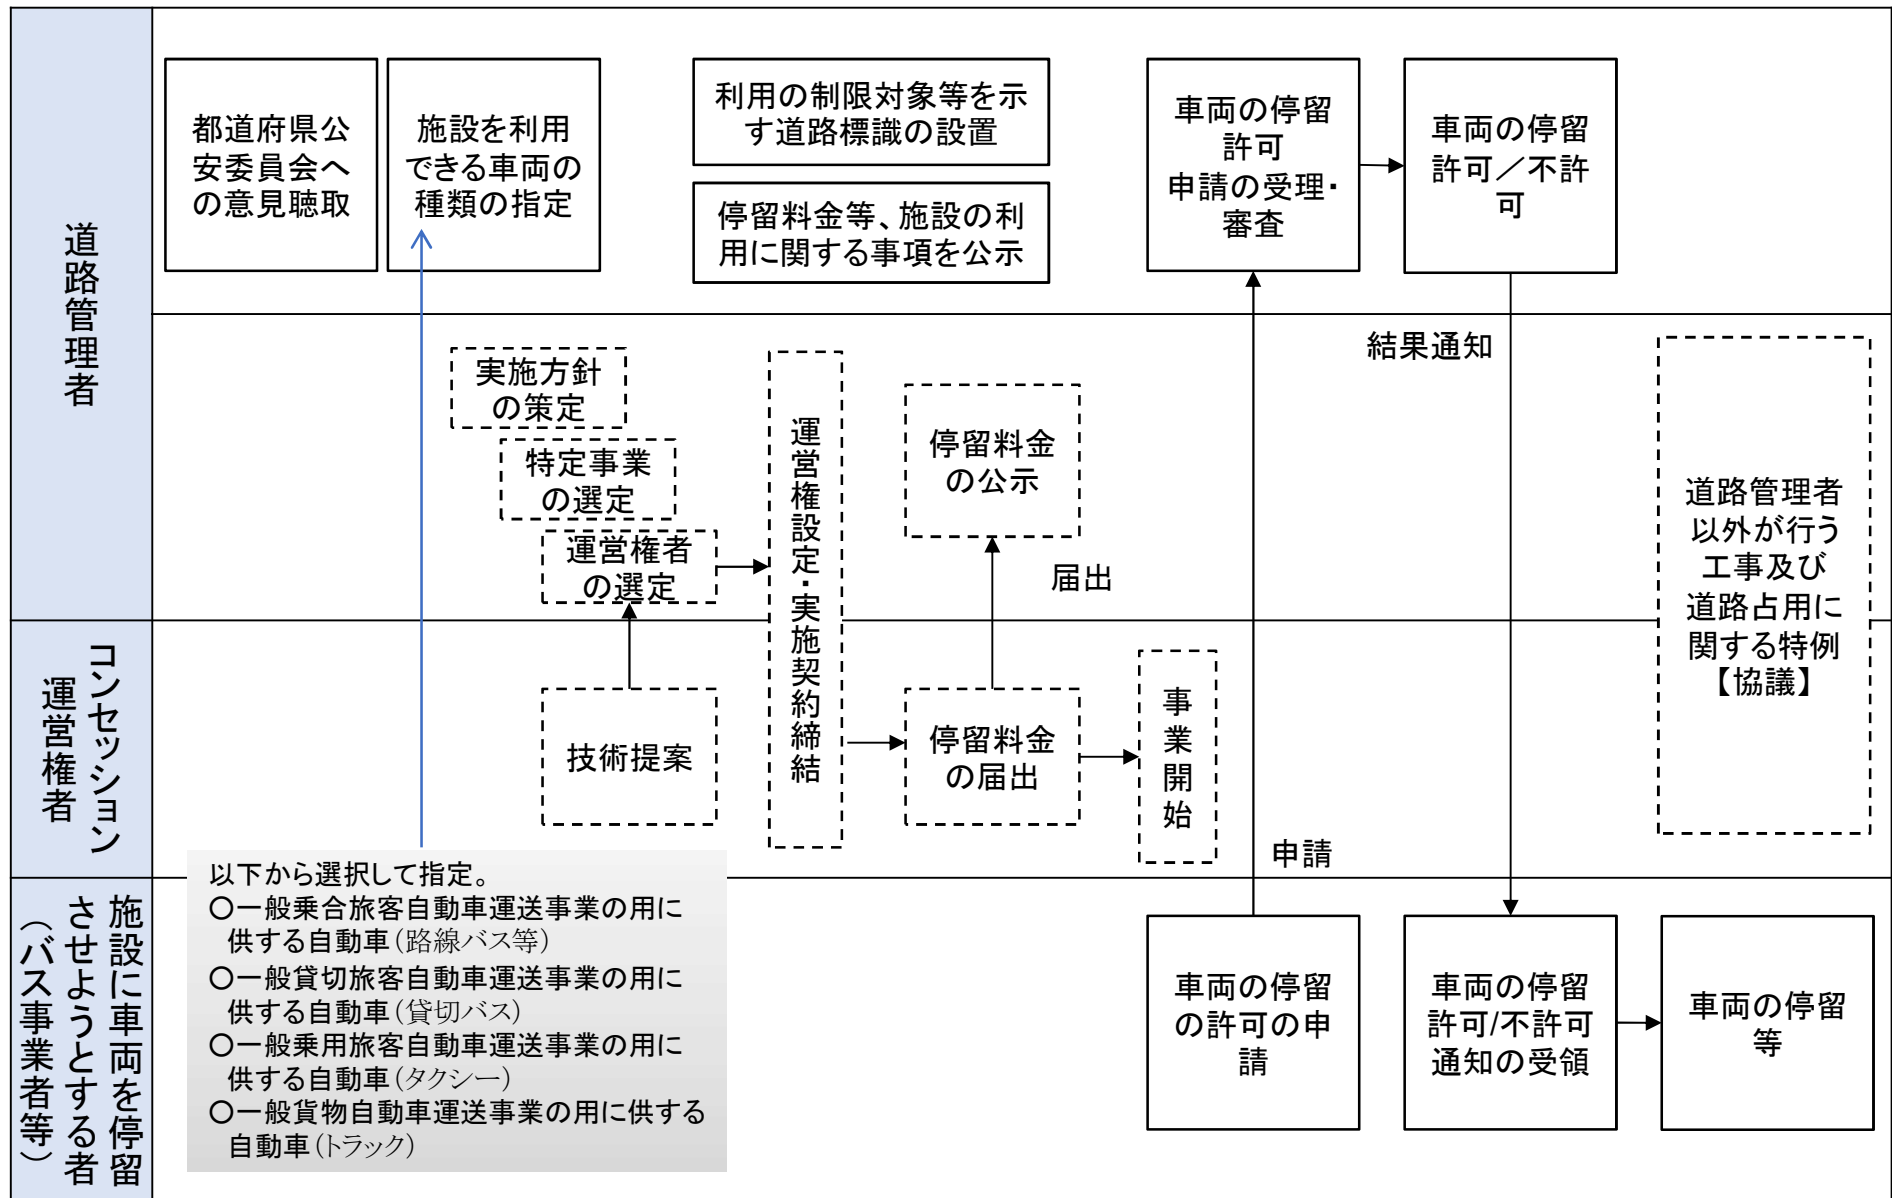 道路管理者
都道府県公
安委員会へ
の意見聴取
施設を利用
できる車両の
種類の指定
利用の制限対象等を示
す道路標識の設置
停留料金等、施設の利
用に関する事項を公示
車両の停留
許可
申請の受理・
審査
車両の停留
許可／不許
可
結果通知
実施方針
の策定
特定事業
の選定
運営権者
の選定
運営権設定・実施契約締結
停留料金
の公示
届出
道路管理者
以外が行う
工事及び
道路占用に
関する特例
【協議】
コンセッション
運営権者
技術提案
停留料金
の届出
事業開始
申請
施設に車両を停留
させようとする者
（バス事業者等）
以下から選択して指定。
○一般乗合旅客自動車運送事業の用に
供する自動車（路線バス等）
○一般貸切旅客自動車運送事業の用に
供する自動車（貸切バス）
○一般乗用旅客自動車運送事業の用に
供する自動車（タクシー）
○一般貨物自動車運送事業の用に供する
自動車（トラック）
車両の停留
の許可の申
請
車両の停留
許可/不許可
通知の受領
車両の停留
等